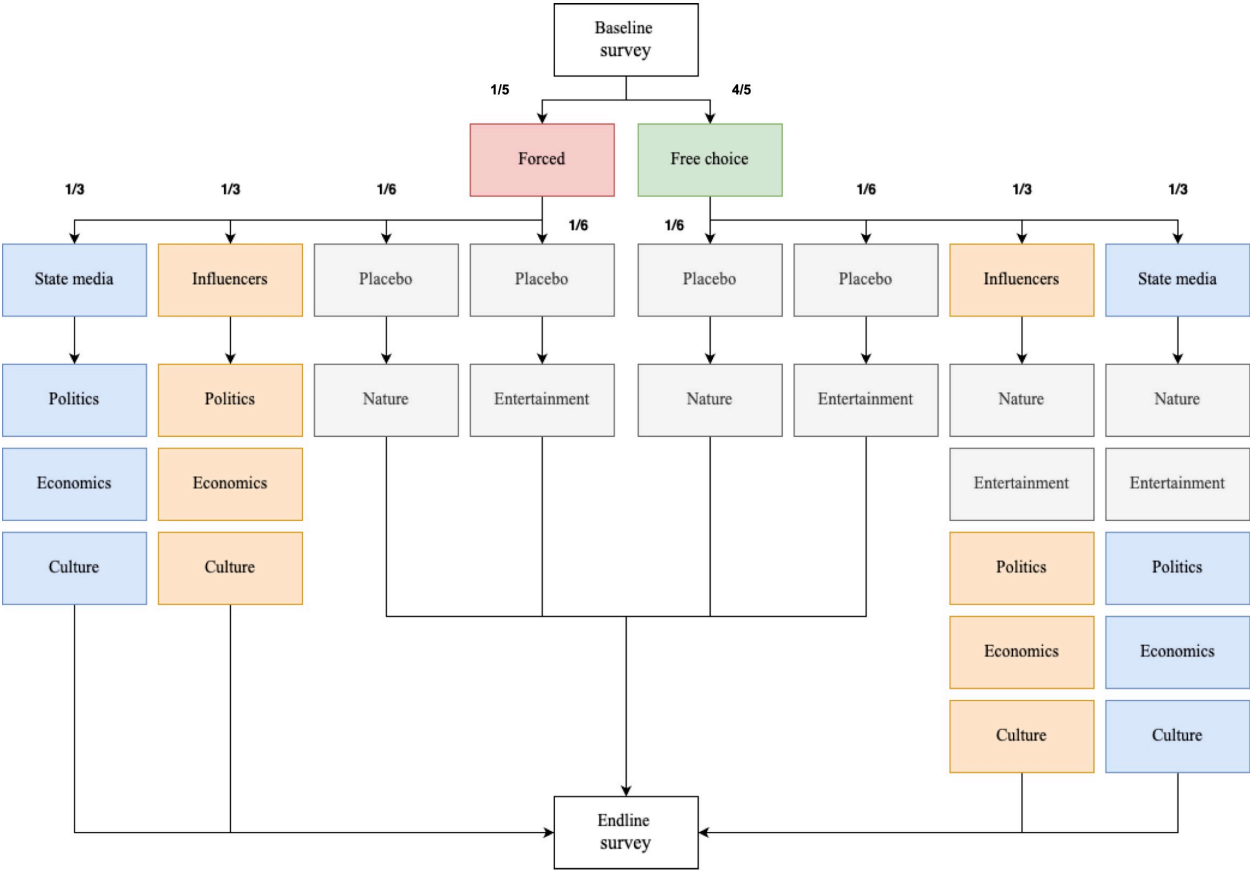 Baseline
survey
1/5
4/5
Forced
Free choice
1/3
1/3
1/6
1/6
1/3
1/3
1/6
1/6
State media
Influencers
Placebo
Placebo
Placebo
Placebo
Influencers
State media
Politics
Politics
Nature
Entertainment
Nature
Entertainment
Nature
Nature
Economics
Economics
Entertainment
Entertainment
Culture
Culture
Politics
Politics
Economics
Economics
Culture
Culture
Endline
survey